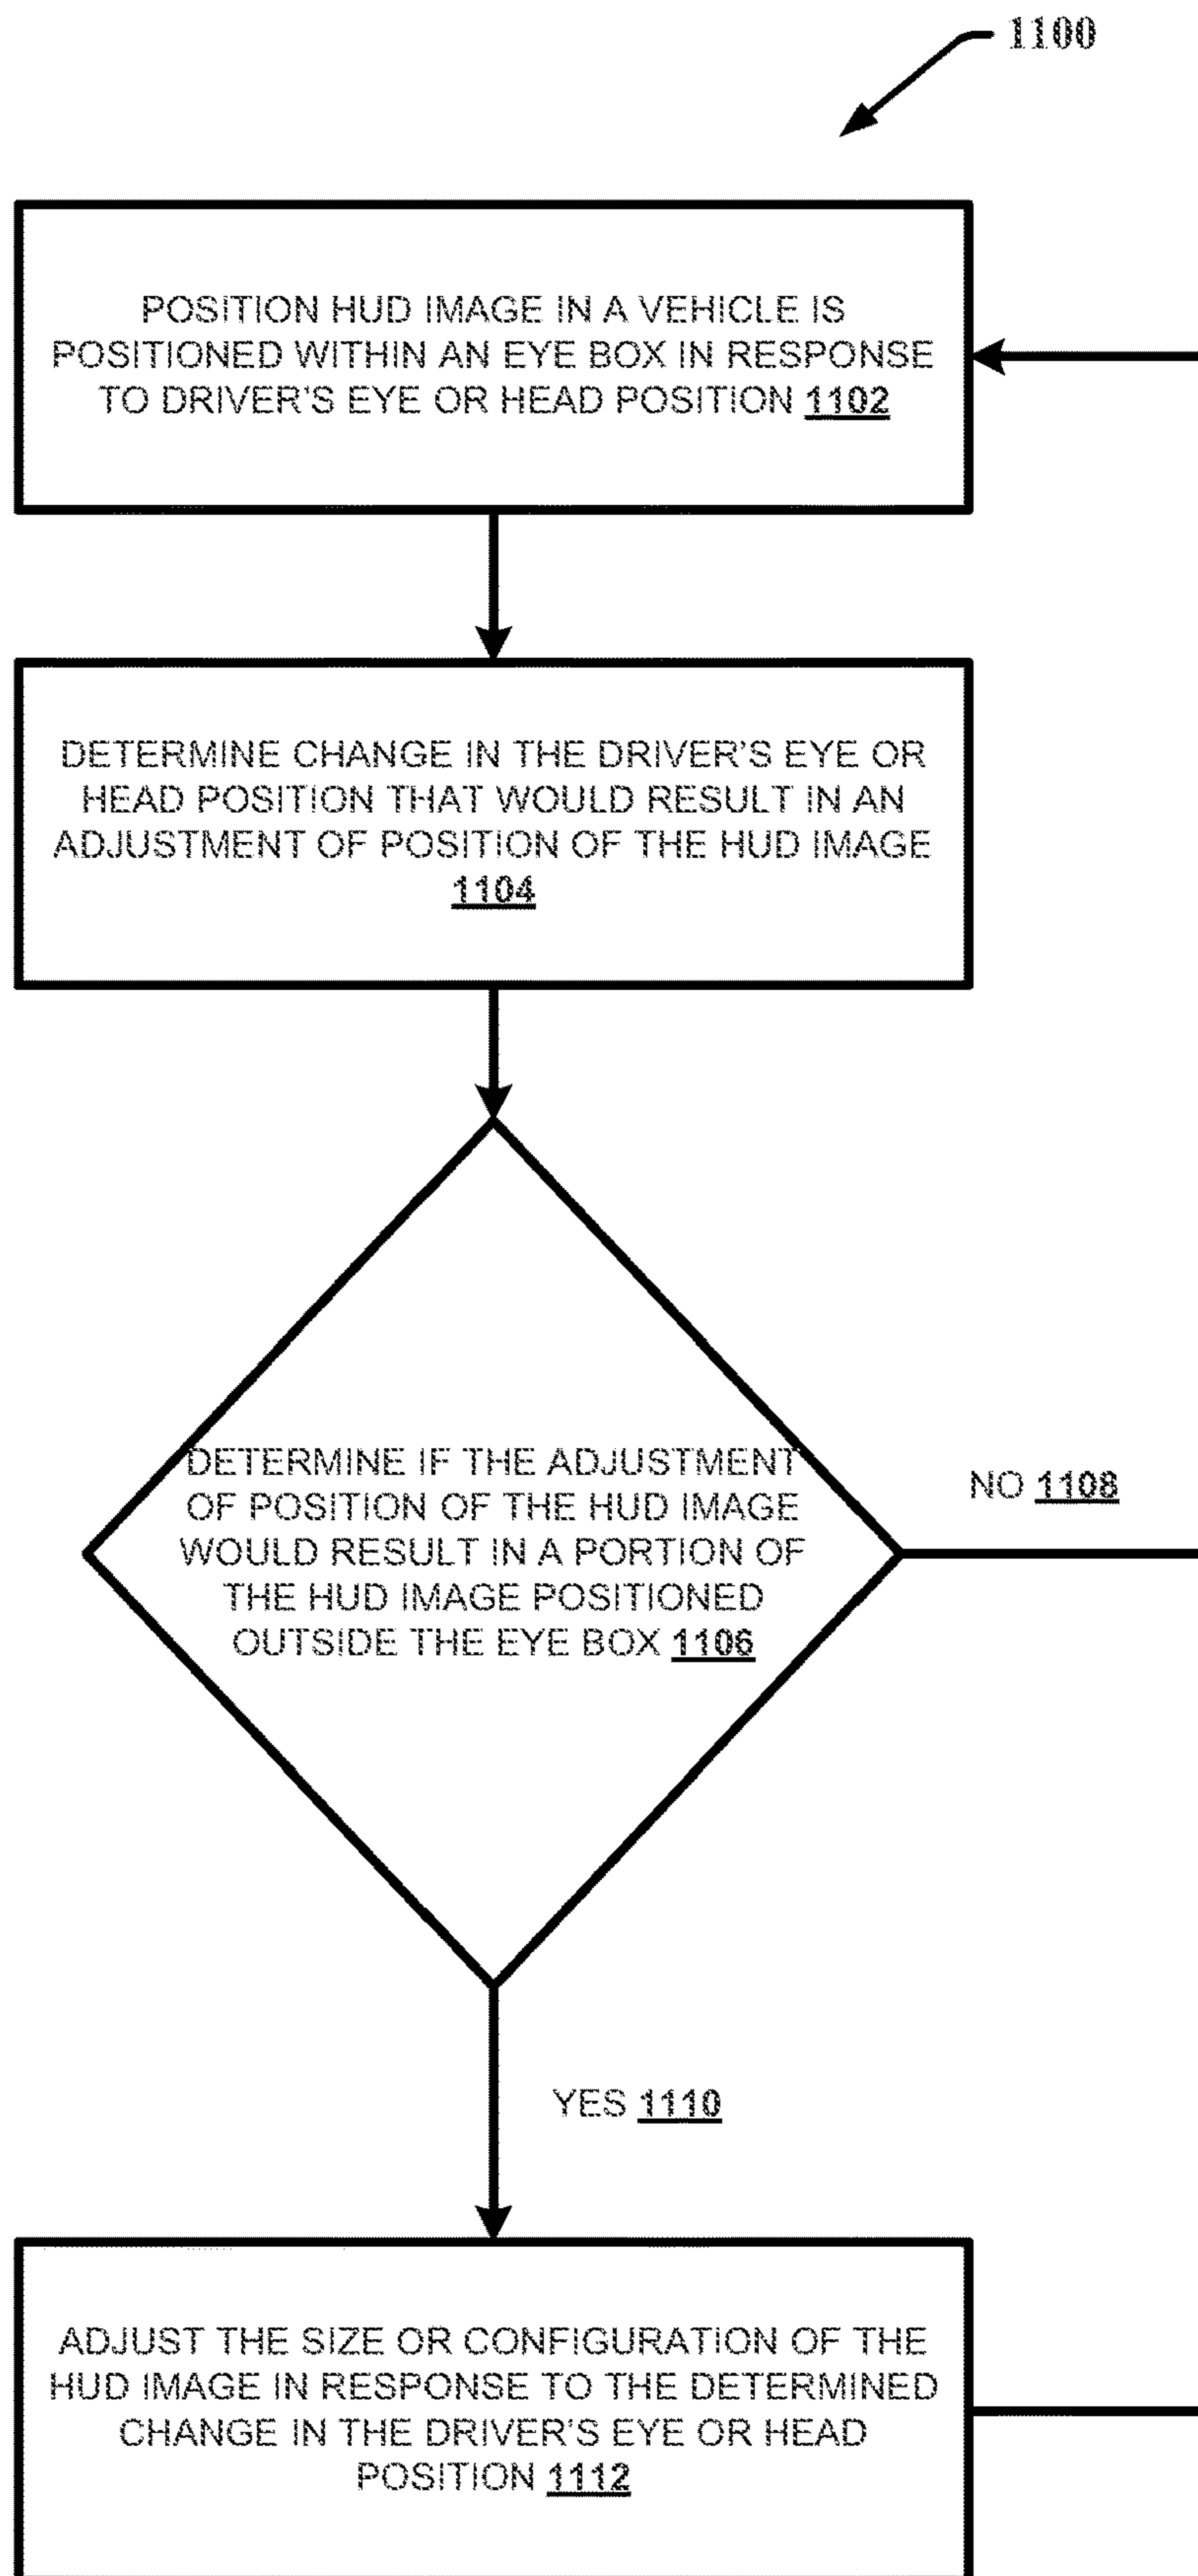 1100
POSITION HUD IMAGE IN A VEHICLE IS
POSITIONED WITHIN AN EYE BOX IN RESPONSE
TO DRIVER'S EYE OR HEAD POSITION 1102
DETERMINE CHANGE IN THE DRIVER'S EYE OR
HEAD POSITION THAT WOULD RESULT IN AN
ADJUSTMENT OF POSITION OF THE HUD IMAGE
1104
DETERMINE IF THE ADJUSTMENT
OF POSITION OF THE HUD IMAGE
WOULD RESULT IN A PORTION OF
THE HUD IMAGE POSITIONED
OUTSIDE THE EYE BOX 1106
NO 1108
YES 1110
ADJUST THE SIZE OR CONFIGURATION OF THE
HUD IMAGE IN RESPONSE TO THE DETERMINED
CHANGE IN THE DRIVER'S EYE OR HEAD
POSITION 1112